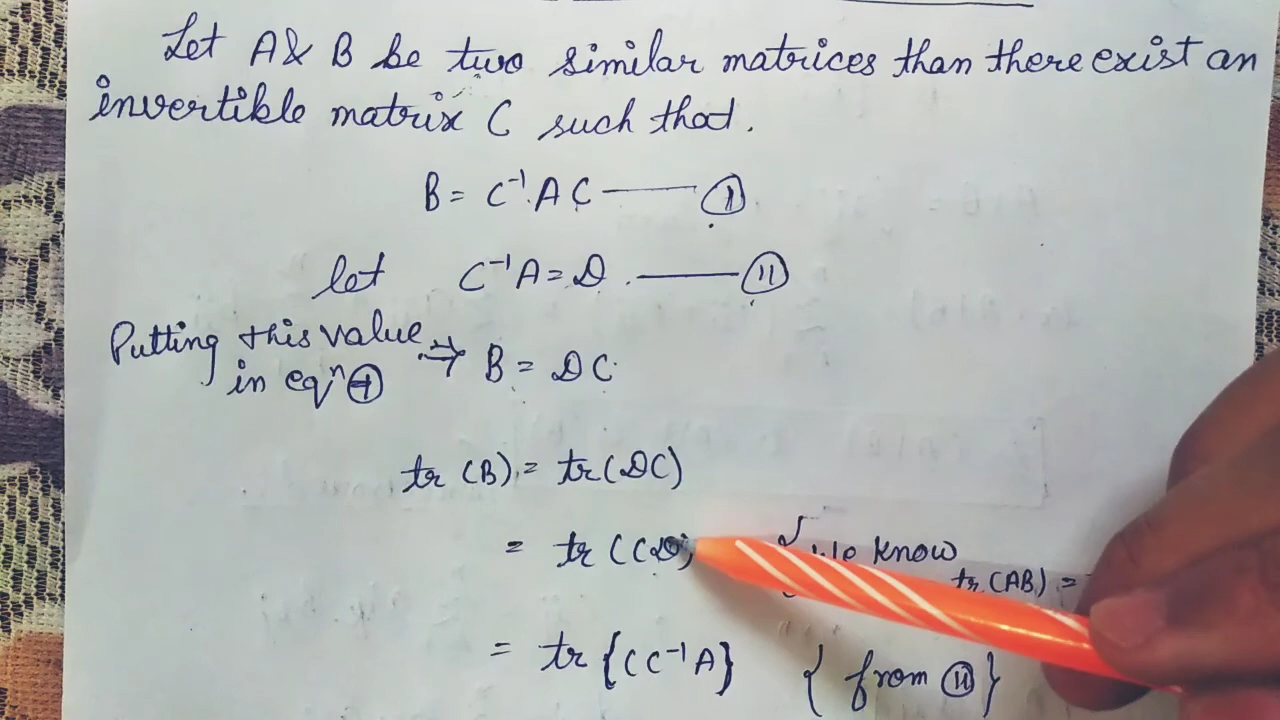 Let A & B be two similar matrices than there exist an
invertible matrix C such that.
B = C⁻¹AC —— Ⓘ
let C⁻¹A = D. —— (II)
Putting this value
in eqⁿ Ⓘ ⇒ B = DC
tr (B) = tr (DC)
= tr (CD) { We know
tr (AB) =
= tr {CC⁻¹A} { from (II) }